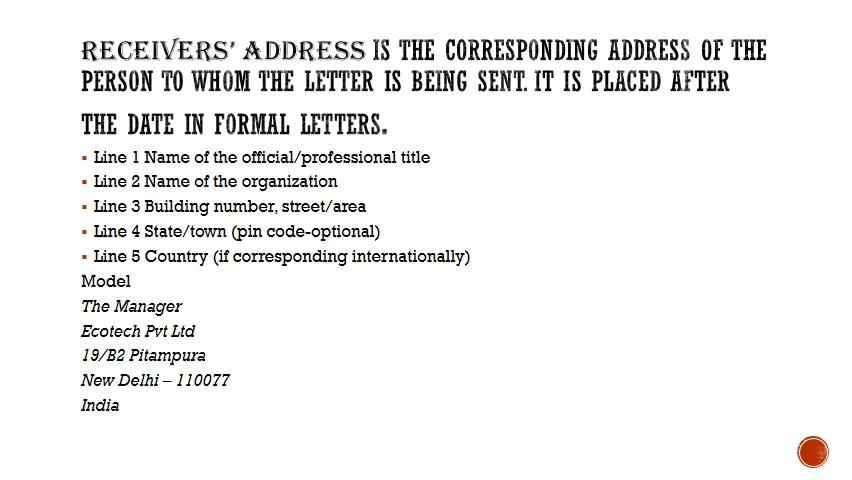 RECEIVERS' ADDRESS IS THE CORRESPONDING ADDRESS OF THE
PERSON TO WHOM THE LETTER IS BEING SENT. IT IS PLACED AFTER
THE DATE IN FORMAL LETTERS.
▪ Line 1 Name of the official/professional title
▪ Line 2 Name of the organization
▪ Line 3 Building number, street/area
▪ Line 4 State/town (pin code-optional)
▪ Line 5 Country (if corresponding internationally)
Model
The Manager
Ecotech Pvt Ltd
19/B2 Pitampura
New Delhi – 110077
India